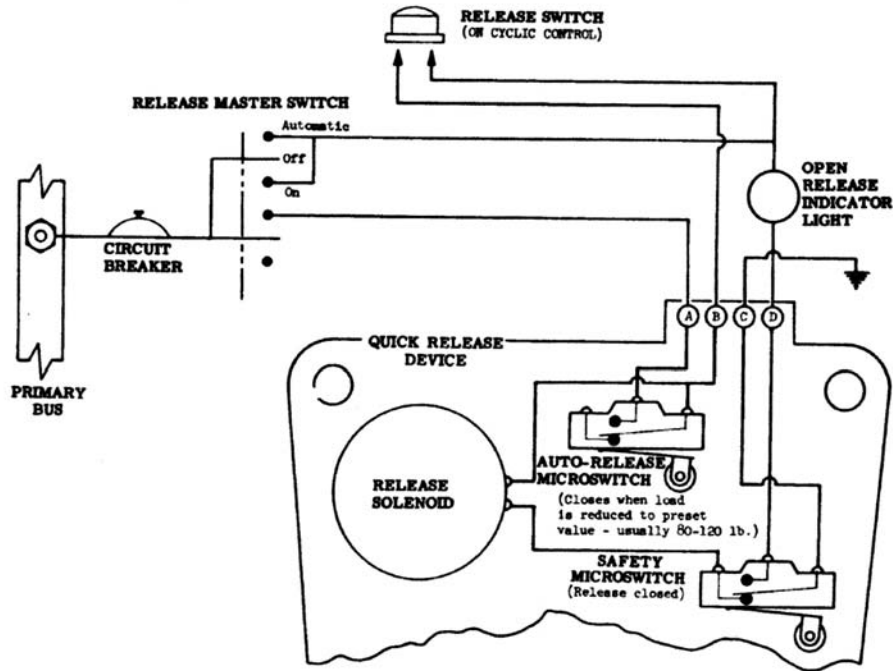 RELEASE SWITCH
(ON CYCLIC CONTROL)
RELEASE MASTER SWITCH
Automatic
Off
On
OPEN
RELEASE
INDICATOR
LIGHT
CIRCUIT
BREAKER
A B C D
QUICK RELEASE
DEVICE
PRIMARY
BUS
AUTO-RELEASE
MICROSWITCH
(Closes when load
is reduced to preset
value - usually 80-120 lb.)
RELEASE
SOLENOID
SAFETY
MICROSWITCH
(Release closed)